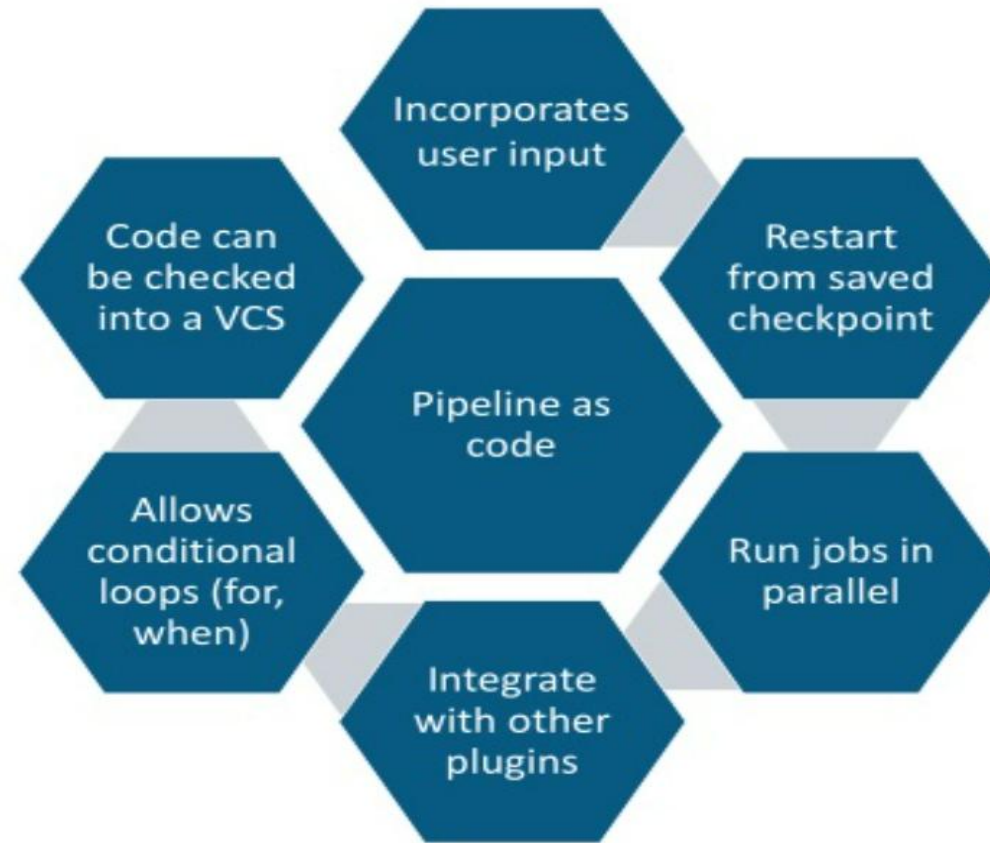 Incorporates
user input
Restart
from saved
checkpoint
Run jobs in
parallel
Integrate
with other
plugins
Allows
conditional
loops (for,
when)
Code can
be checked
into a VCS
Pipeline as
code